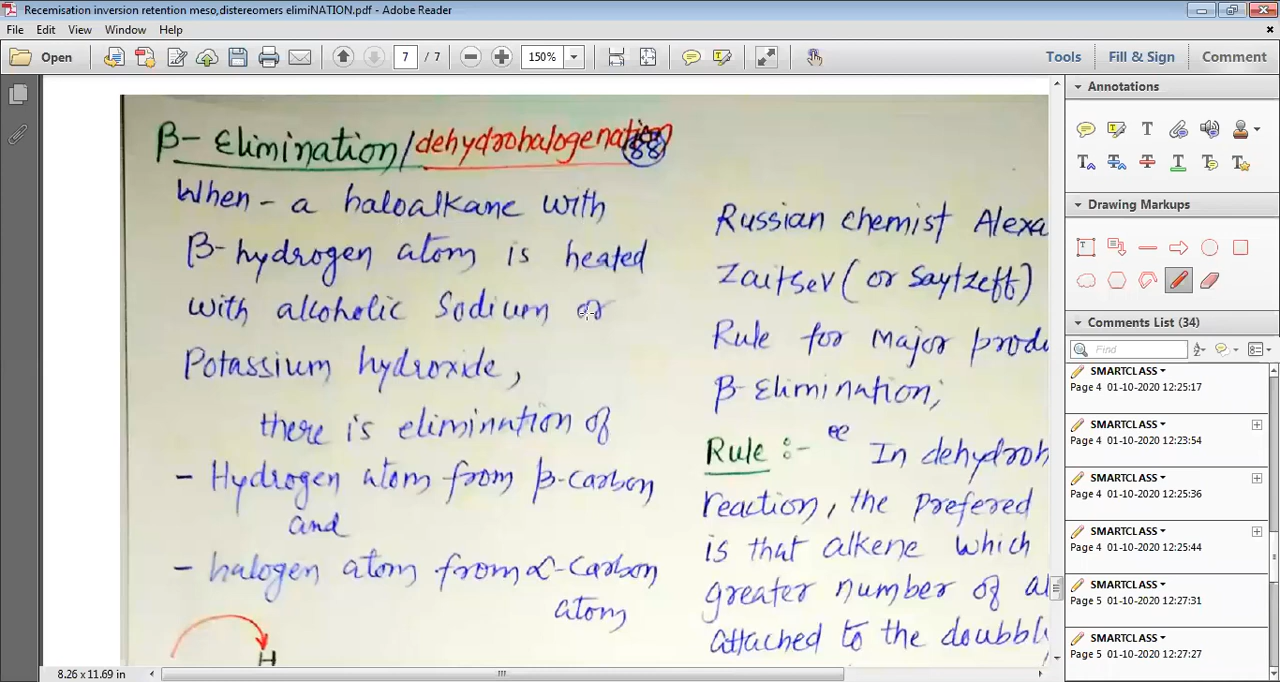 Recemisation inversion retention meso,distereomers elimiNATION.pdf - Adobe Reader
File Edit View Window Help
Open
7 / 7
150%
Tools
Fill & Sign
Comment
β- Elimination/dehydrohalogenation
88
When - a haloalkane with
β-hydrogen atom is heated
with alcoholic Sodium or
Potassium hydroxide,
there is elimination of
- Hydrogen atom from β-carbon
and
- halogen atom from α-carbon
atom
H
Russian chemist Alexa
Zaitsev (or Saytzeff)
Rule for Major produ
β-Elimination;
Rule :- " In dehydroh
reaction, the prefered
is that alkene which
greater number of al
attached to the doubbl
Annotations
T
Drawing Markups
Comments List (34)
Find
SMARTCLASS
Page 4 01-10-2020 12:25:17
SMARTCLASS
Page 4 01-10-2020 12:23:54
SMARTCLASS
Page 4 01-10-2020 12:25:36
SMARTCLASS
Page 4 01-10-2020 12:25:44
SMARTCLASS
Page 5 01-10-2020 12:27:31
SMARTCLASS
Page 5 01-10-2020 12:27:27
8.26 x 11.69 in